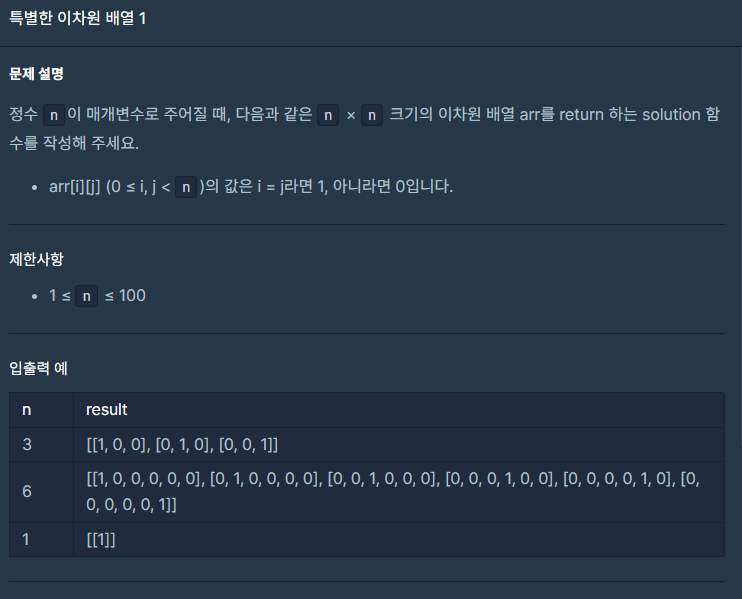 특별한 이차원 배열 1
문제 설명
정수 n이 매개변수로 주어질 때, 다음과 같은 n × n 크기의 이차원 배열 arr를 return 하는 solution 함
수를 작성해 주세요.
• arr[i][j] (0 ≤ i, j < n)의 값은 i = j라면 1, 아니라면 0입니다.
제한사항
• 1 ≤ n ≤ 100
입출력 예
n result
3 [[1, 0, 0], [0, 1, 0], [0, 0, 1]]
6 [[1, 0, 0, 0, 0, 0], [0, 1, 0, 0, 0, 0], [0, 0, 1, 0, 0, 0], [0, 0, 0, 1, 0, 0], [0, 0, 0, 0, 1, 0], [0,
0, 0, 0, 0, 1]]
1 [[1]]